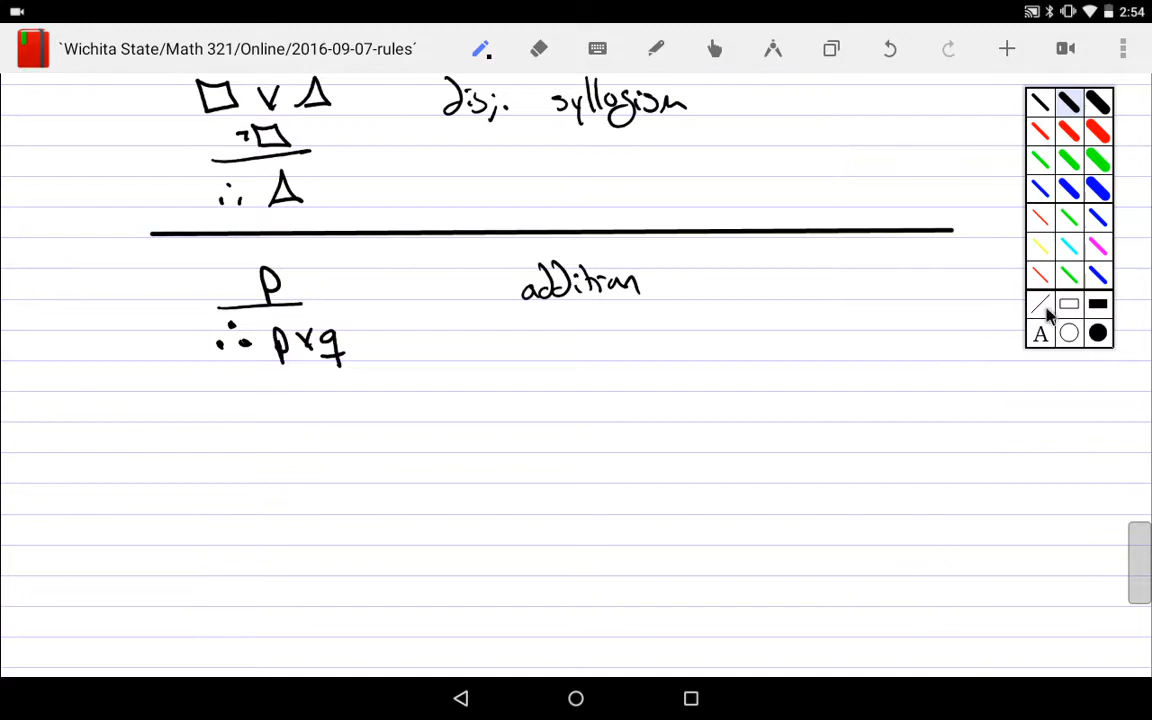 2:54
`Wichita State/Math 321/Online/2016-09-07-rules´
□ ∨ △ disj. syllogism
¬□
∴ △
p addition
∴ p∨q
A